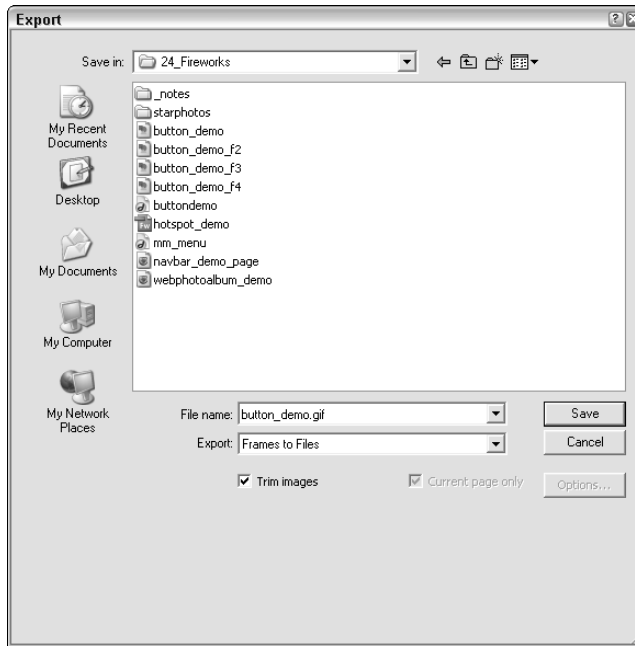 Export
Save in: 24_Fireworks
My Recent
Documents
Desktop
My Documents
My Computer
My Network
Places
_notes
starphotos
button_demo
button_demo_f2
button_demo_f3
button_demo_f4
buttondemo
hotspot_demo
mm_menu
navbar_demo_page
webphotoalbum_demo
File name: button_demo.gif Save
Export: Frames to Files Cancel
Trim images Current page only Options...